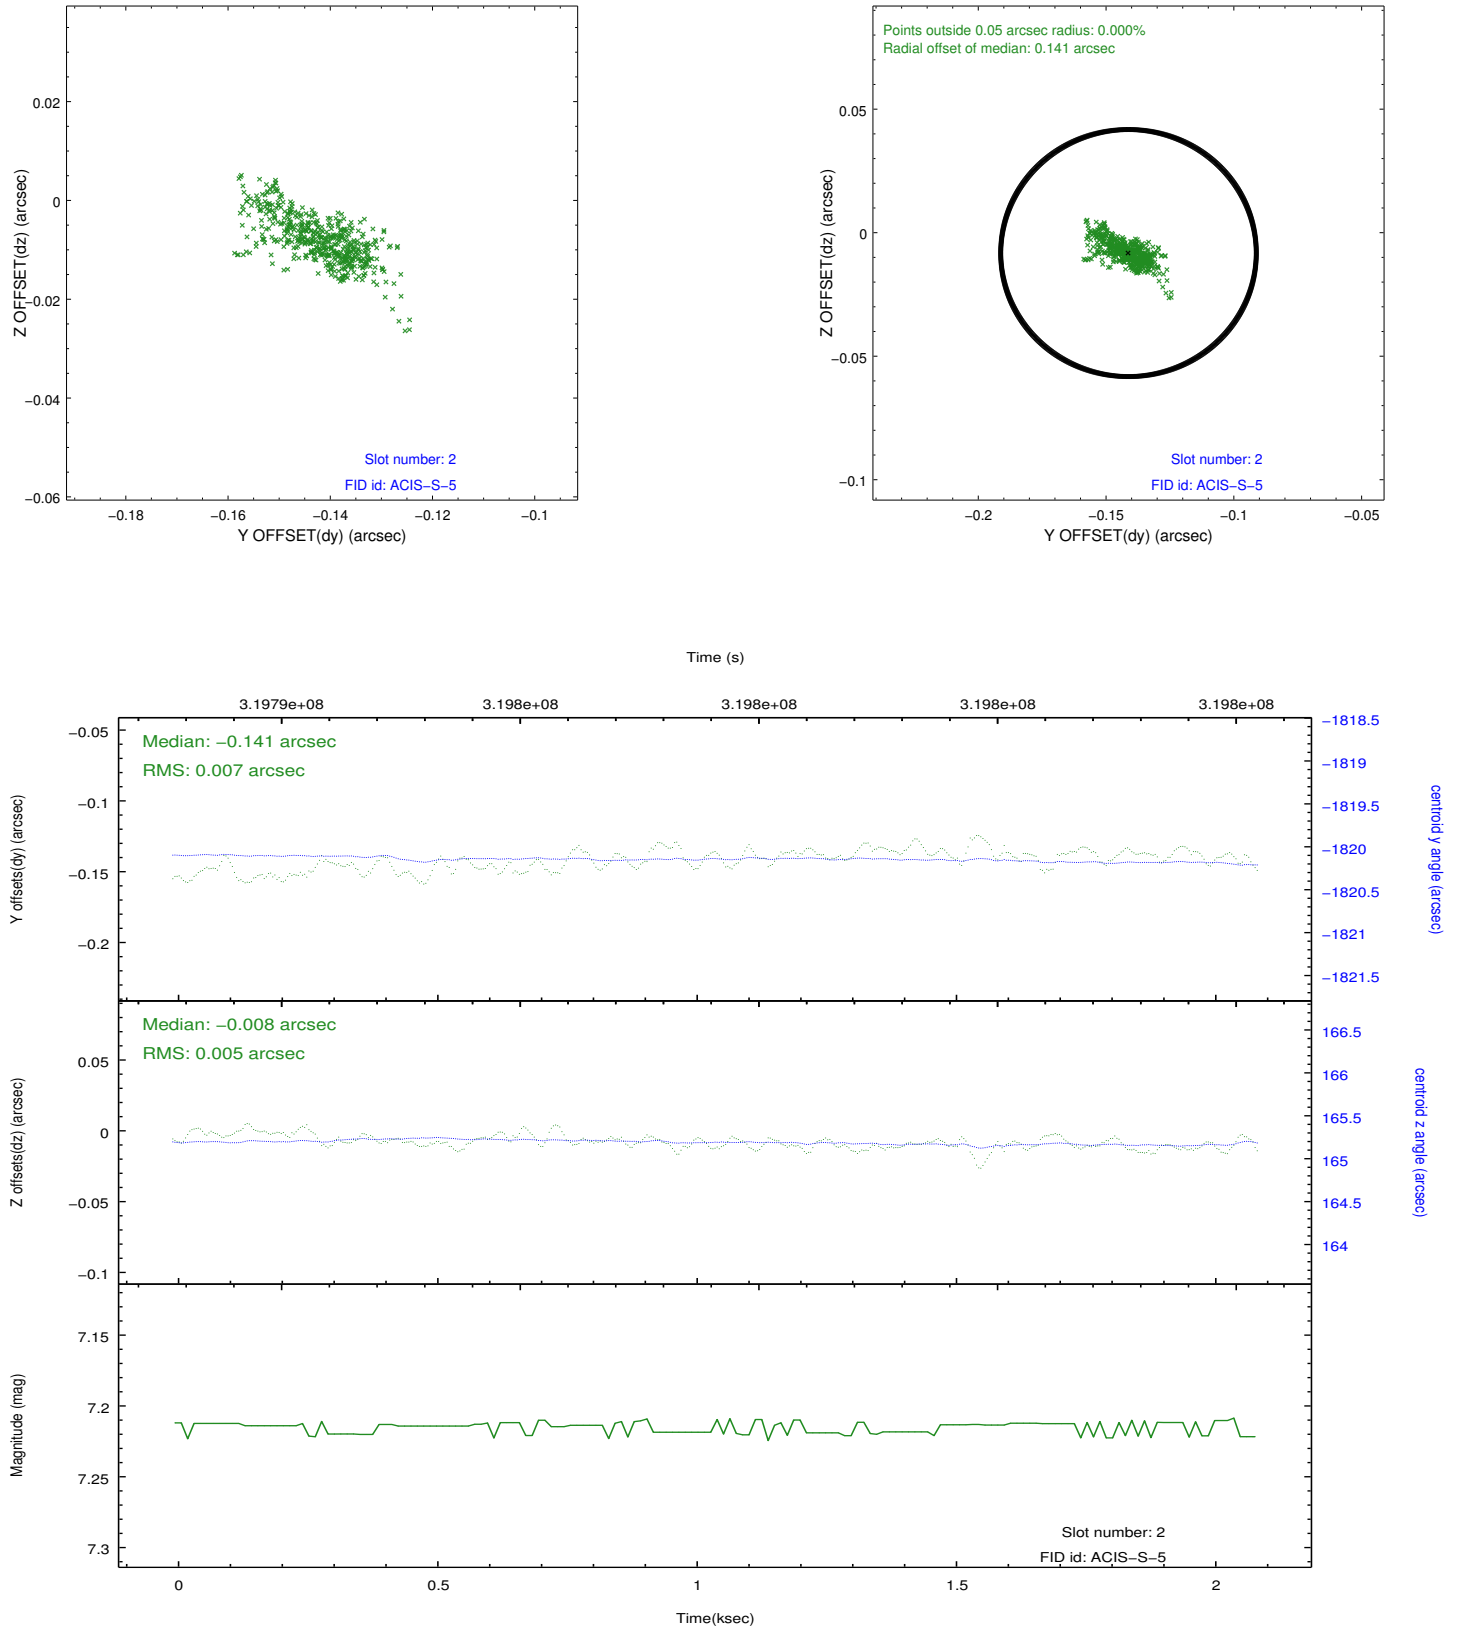 0.02
0
−0.02
−0.04
−0.06
Z OFFSET(dz) (arcsec)
Slot number: 2
FID id: ACIS−S−5
−0.18
−0.16
−0.14
−0.12
−0.1
Y OFFSET(dy) (arcsec)
Points outside 0.05 arcsec radius: 0.000%
Radial offset of median: 0.141 arcsec
0.05
0
−0.05
−0.1
Z OFFSET(dz) (arcsec)
Slot number: 2
FID id: ACIS−S−5
−0.2
−0.15
−0.1
−0.05
Y OFFSET(dy) (arcsec)
Time (s)
3.1979e+08
3.198e+08
3.198e+08
3.198e+08
3.198e+08
Median: −0.141 arcsec
RMS: 0.007 arcsec
−0.05
−0.1
−0.15
−0.2
Y offsets(dy) (arcsec)
−1818.5
−1819
−1819.5
−1820
−1820.5
−1821
−1821.5
centroid y angle (arcsec)
Median: −0.008 arcsec
RMS: 0.005 arcsec
0.05
0
−0.05
−0.1
Z offsets(dz) (arcsec)
166.5
166
165.5
165
164.5
164
centroid z angle (arcsec)
7.15
7.2
7.25
7.3
Magnitude (mag)
Slot number: 2
FID id: ACIS−S−5
0
0.5
1
1.5
2
Time(ksec)